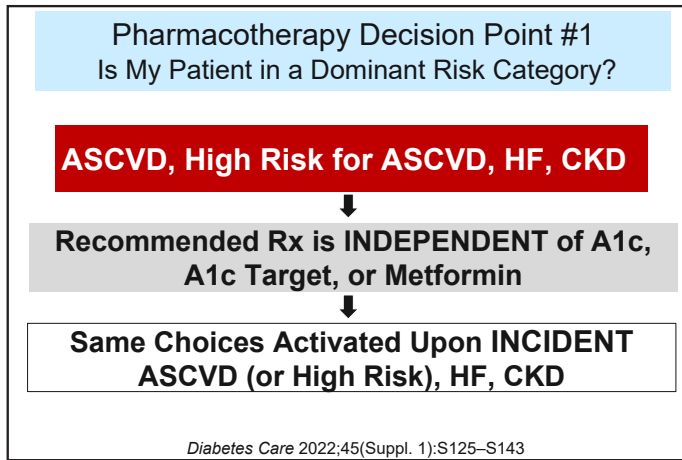 Pharmacotherapy Decision Point #1
Is My Patient in a Dominant Risk Category?
ASCVD, High Risk for ASCVD, HF, CKD
Recommended Rx is INDEPENDENT of A1c,
A1c Target, or Metformin
Same Choices Activated Upon INCIDENT
ASCVD (or High Risk), HF, CKD
Diabetes Care 2022;45(Suppl. 1):S125–S143